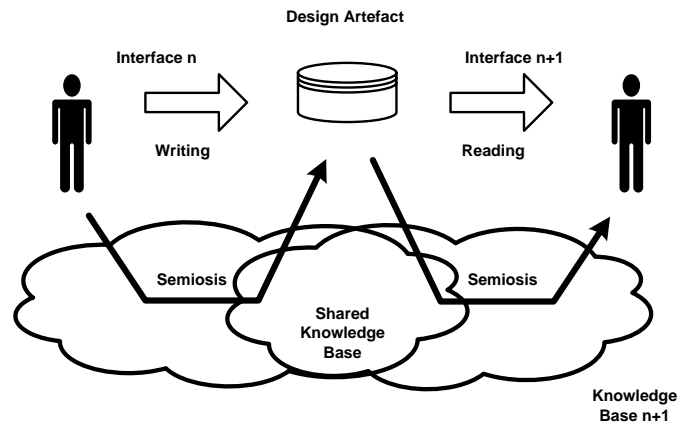 Design Artefact
Interface n
Interface n+1
Writing
Reading
Semiosis
Semiosis
Shared
Knowledge
Base
Knowledge
Base n+1